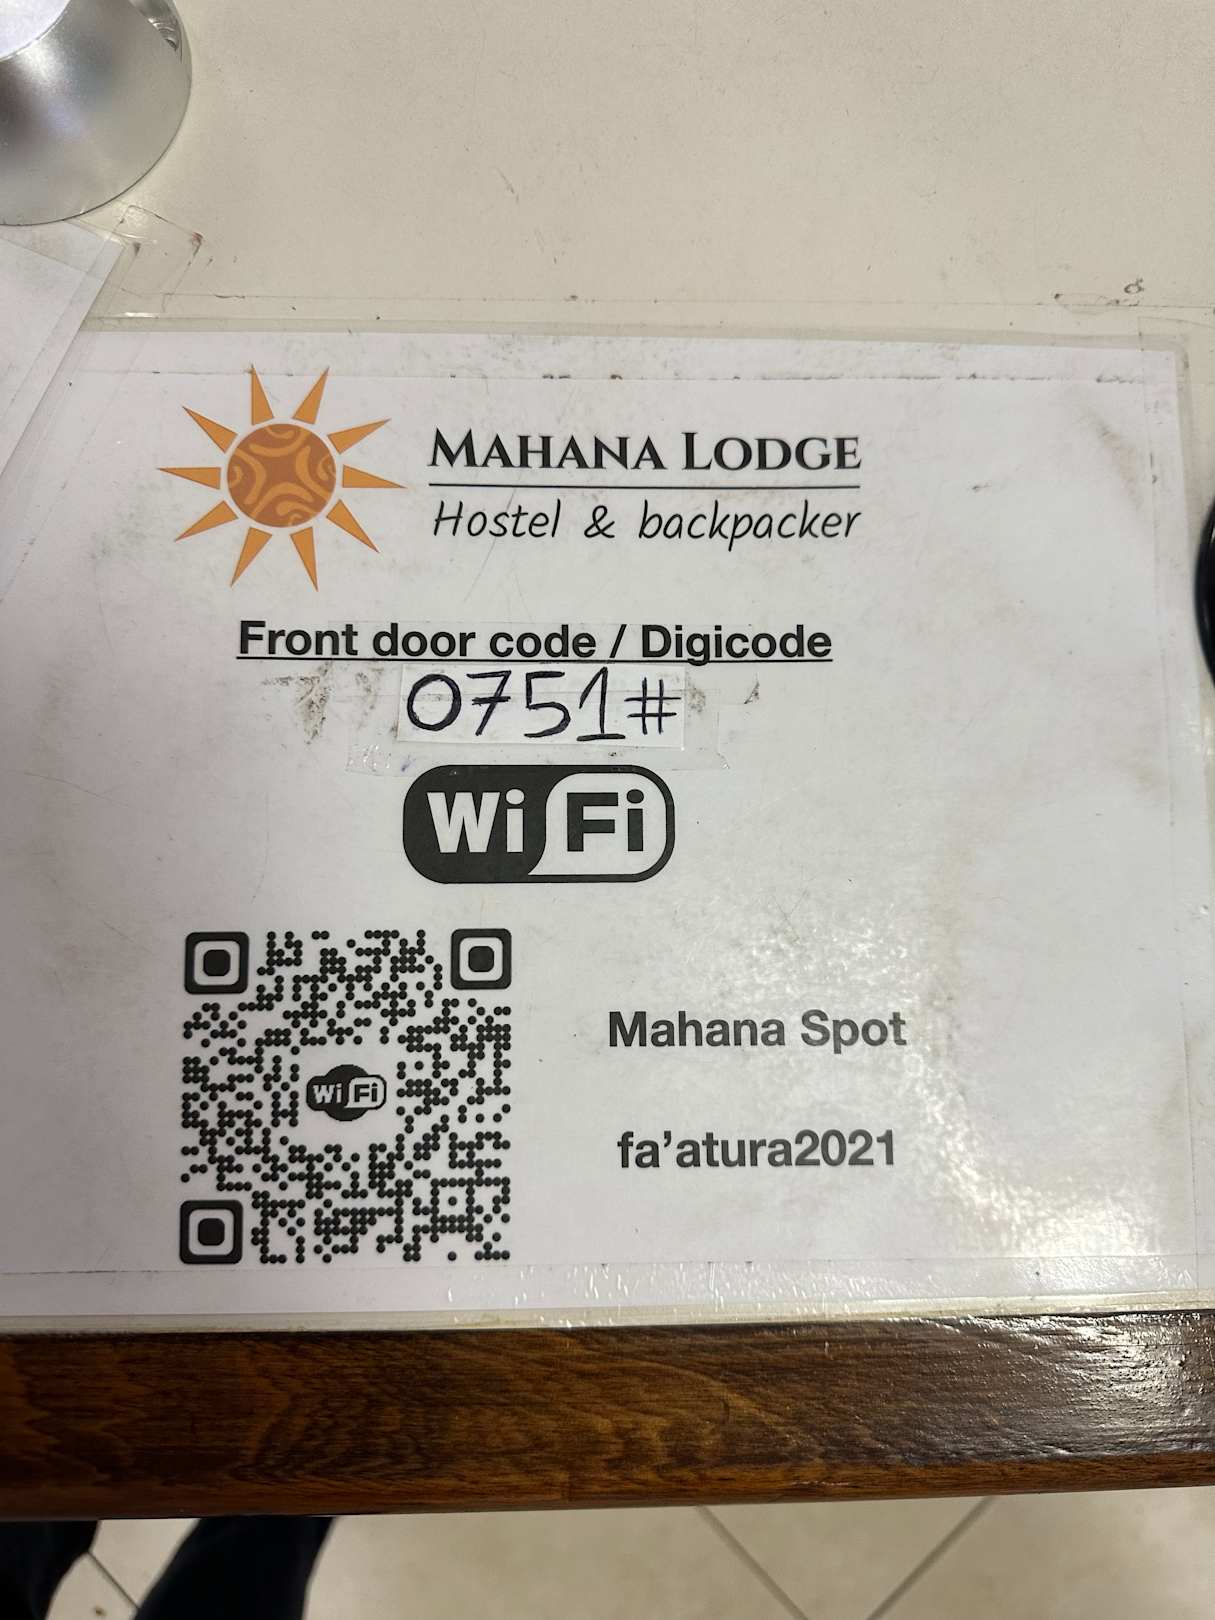 MAHANA LODGE
Hostel & backpacker
Front door code / Digicode
0751#
WiFi
WiFi
Mahana Spot
fa’atura2021